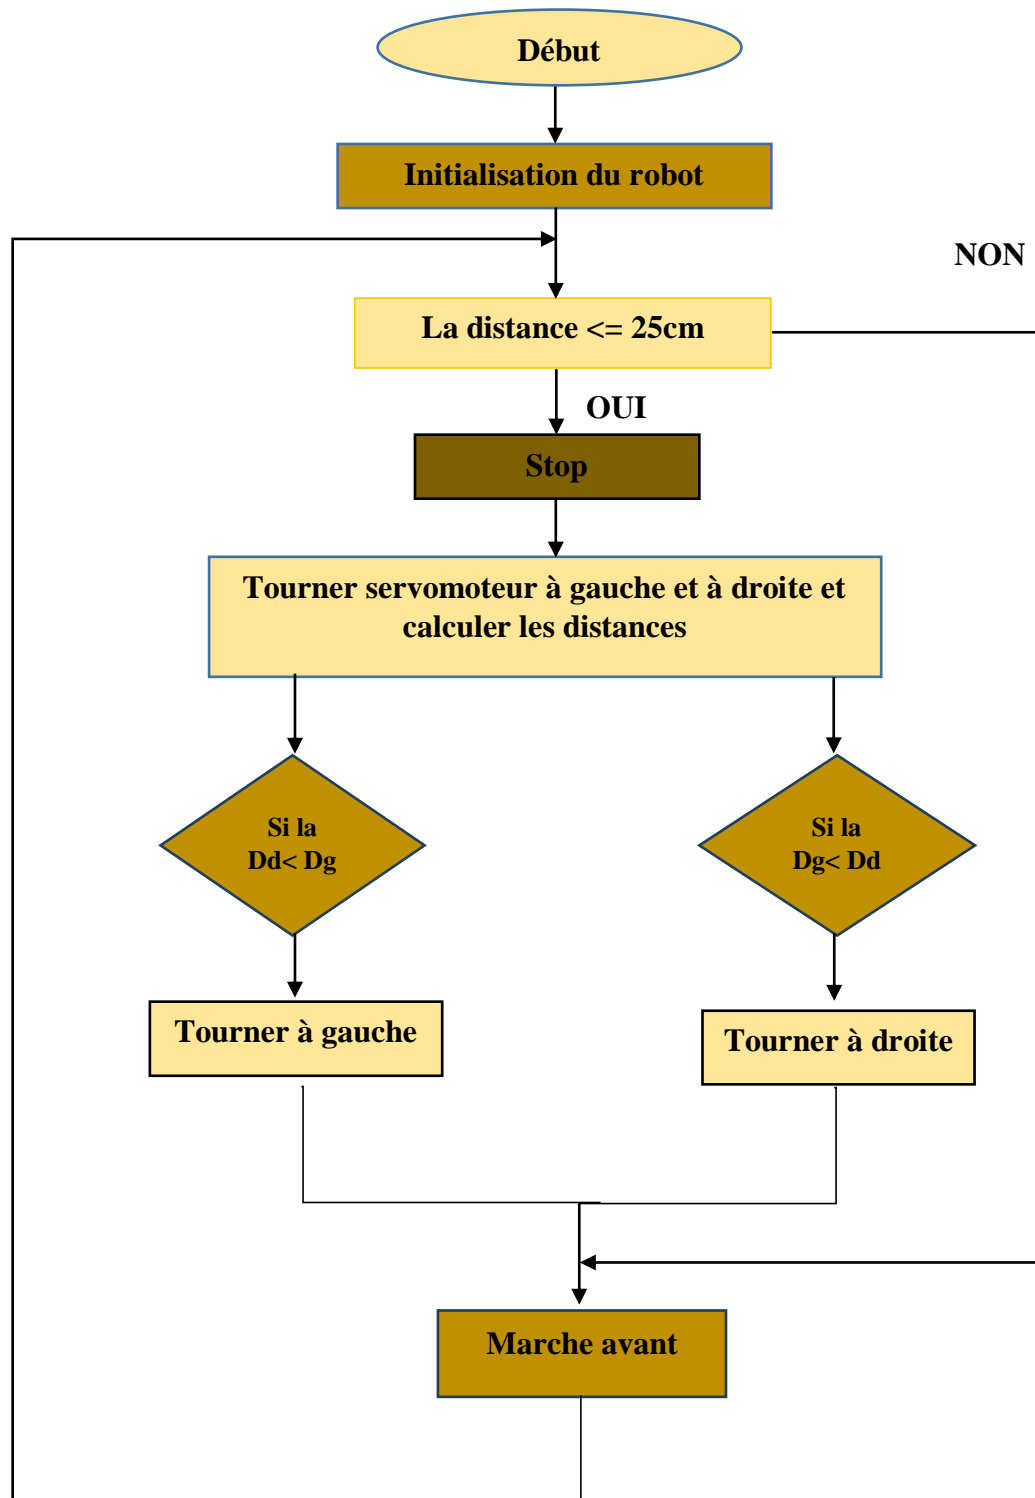 Début
Initialisation du robot
NON
La distance <= 25cm
OUI
Stop
Tourner servomoteur à gauche et à droite et
calculer les distances
Si la
Dd< Dg
Si la
Dg< Dd
Tourner à gauche
Tourner à droite
Marche avant